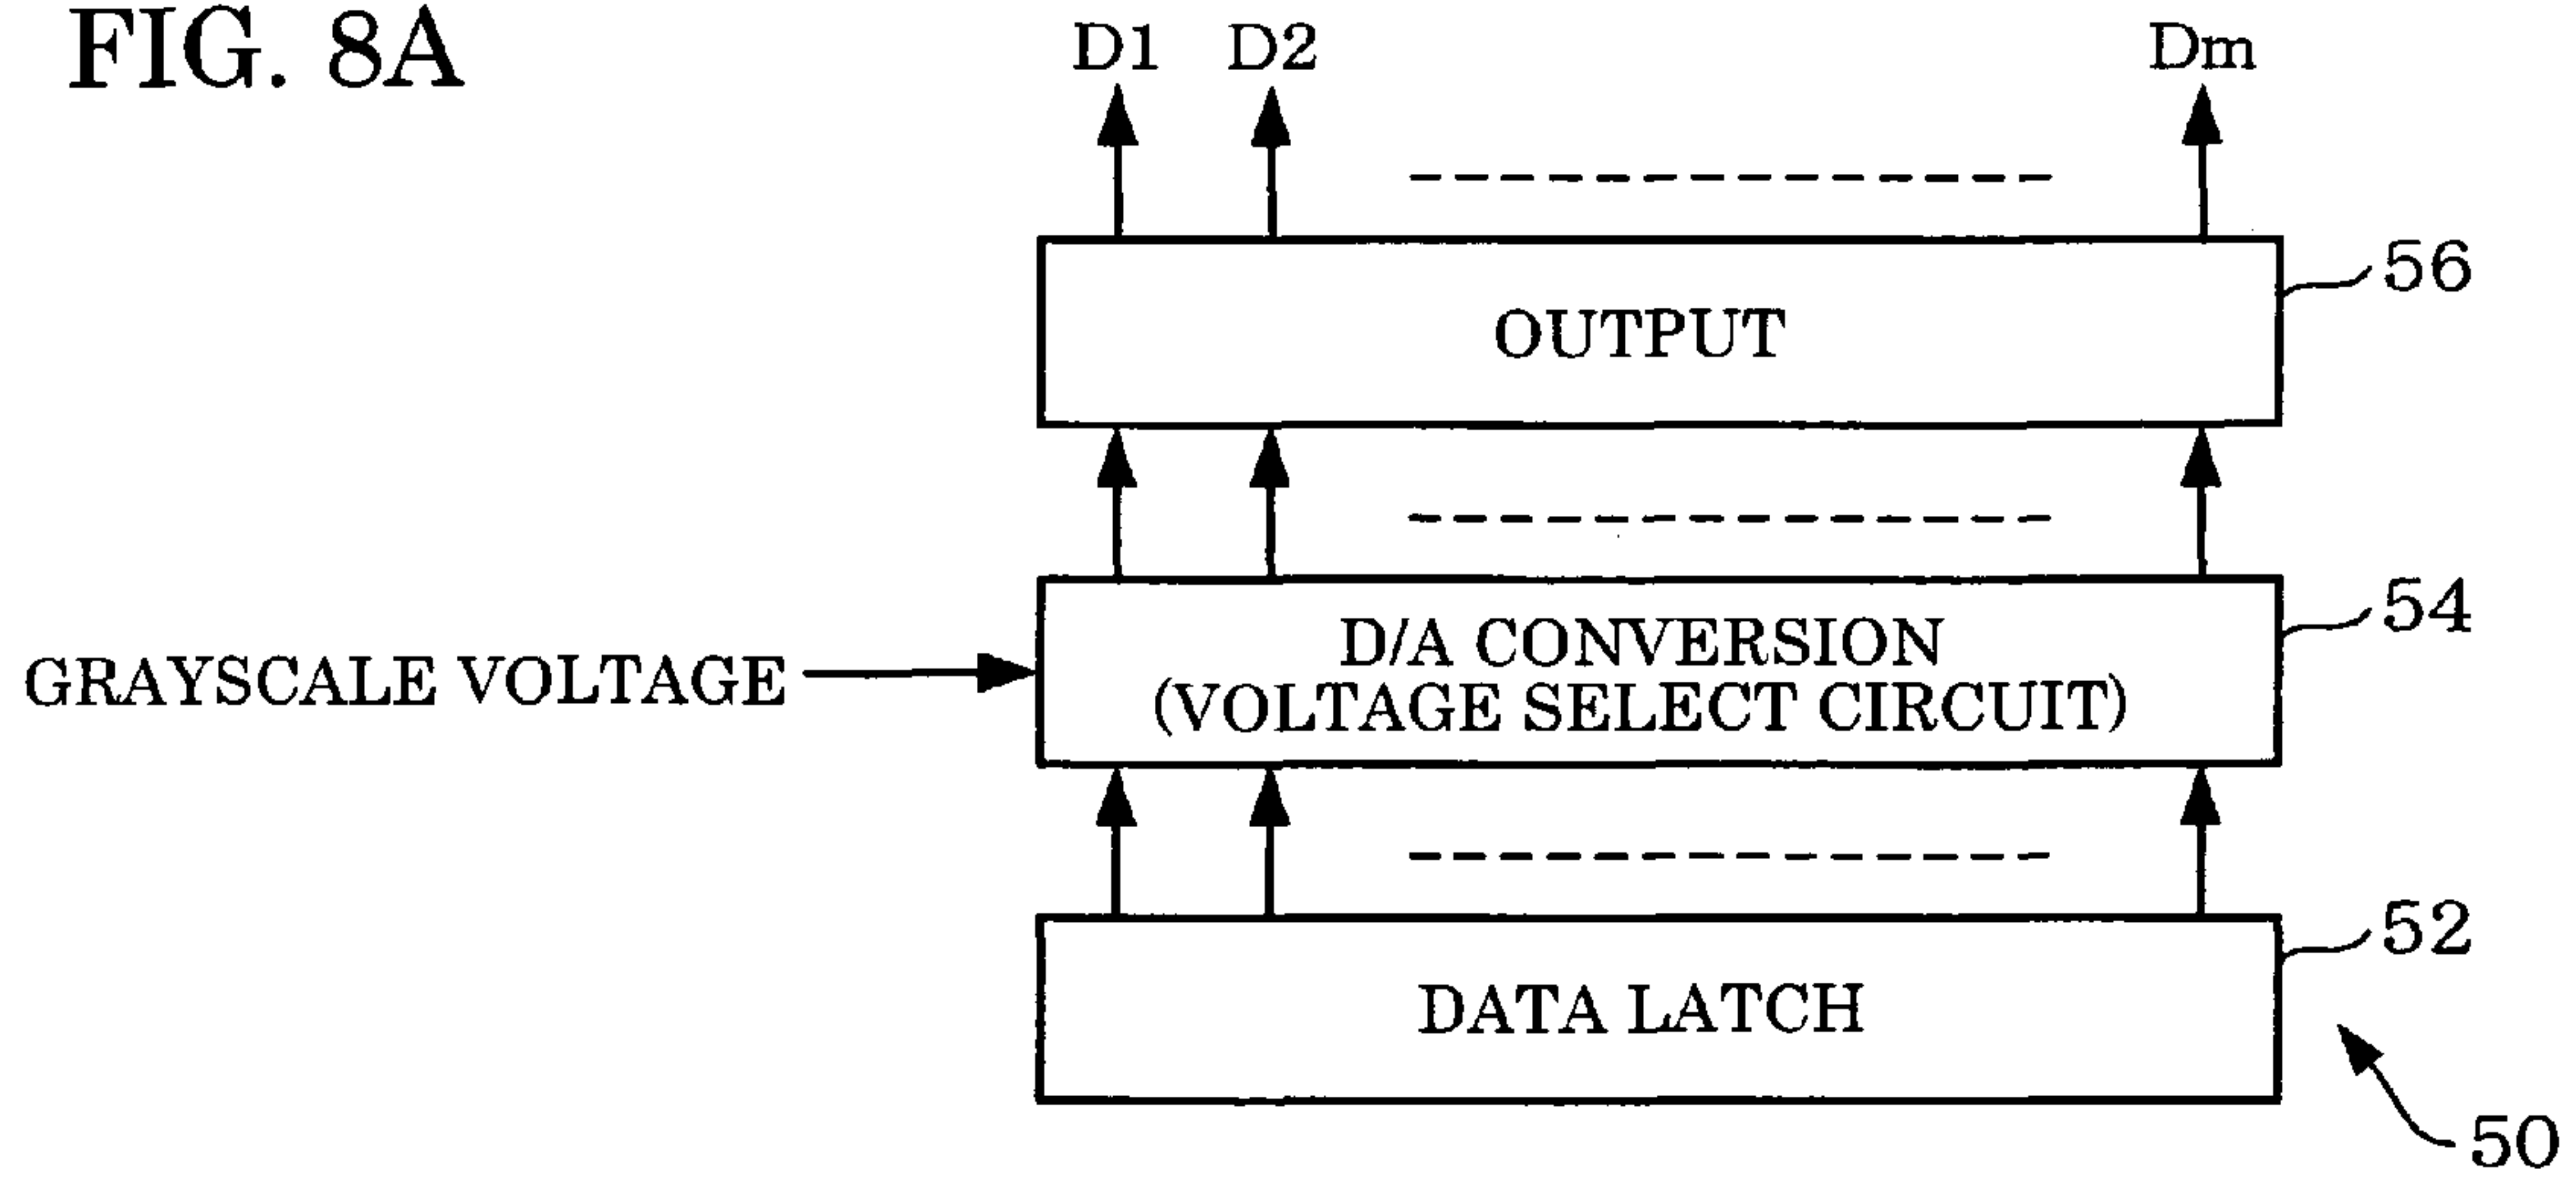 FIG. 8A
D1 D2 Dm
OUTPUT
56
D/A CONVERSION
(VOLTAGE SELECT CIRCUIT)
54
GRAYSCALE VOLTAGE
DATA LATCH
52
50